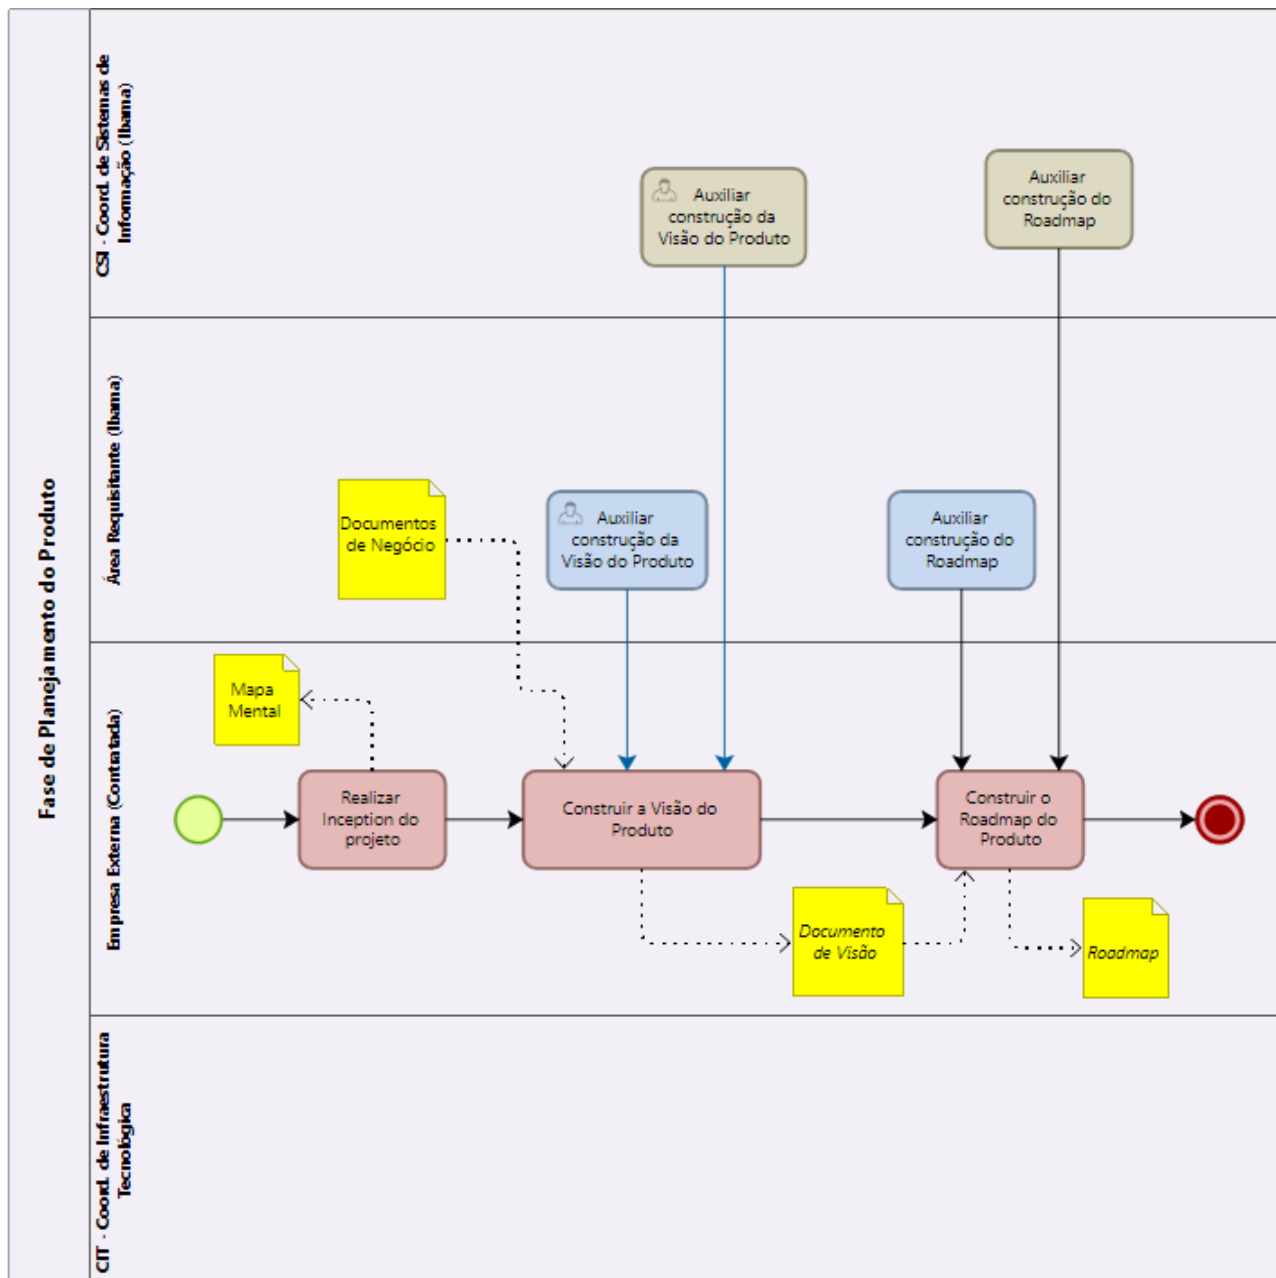 Fase de Planejamento do Produto
CSI - Coord. de Sistemas de
Informação (Ibama)
Auxiliar
construção da
Visão do Produto
Auxiliar
construção do
Roadmap
Área Requisitante (Ibama)
Documentos
de Negócio
Auxiliar
construção da
Visão do Produto
Auxiliar
construção do
Roadmap
Empresa Externa (Contratada)
Mapa
Mental
Realizar
Inception do
projeto
Construir a Visão do
Produto
Construir o
Roadmap do
Produto
Documento
de Visão
Roadmap
CIT - Coord. de Infraestrutura
Tecnológica